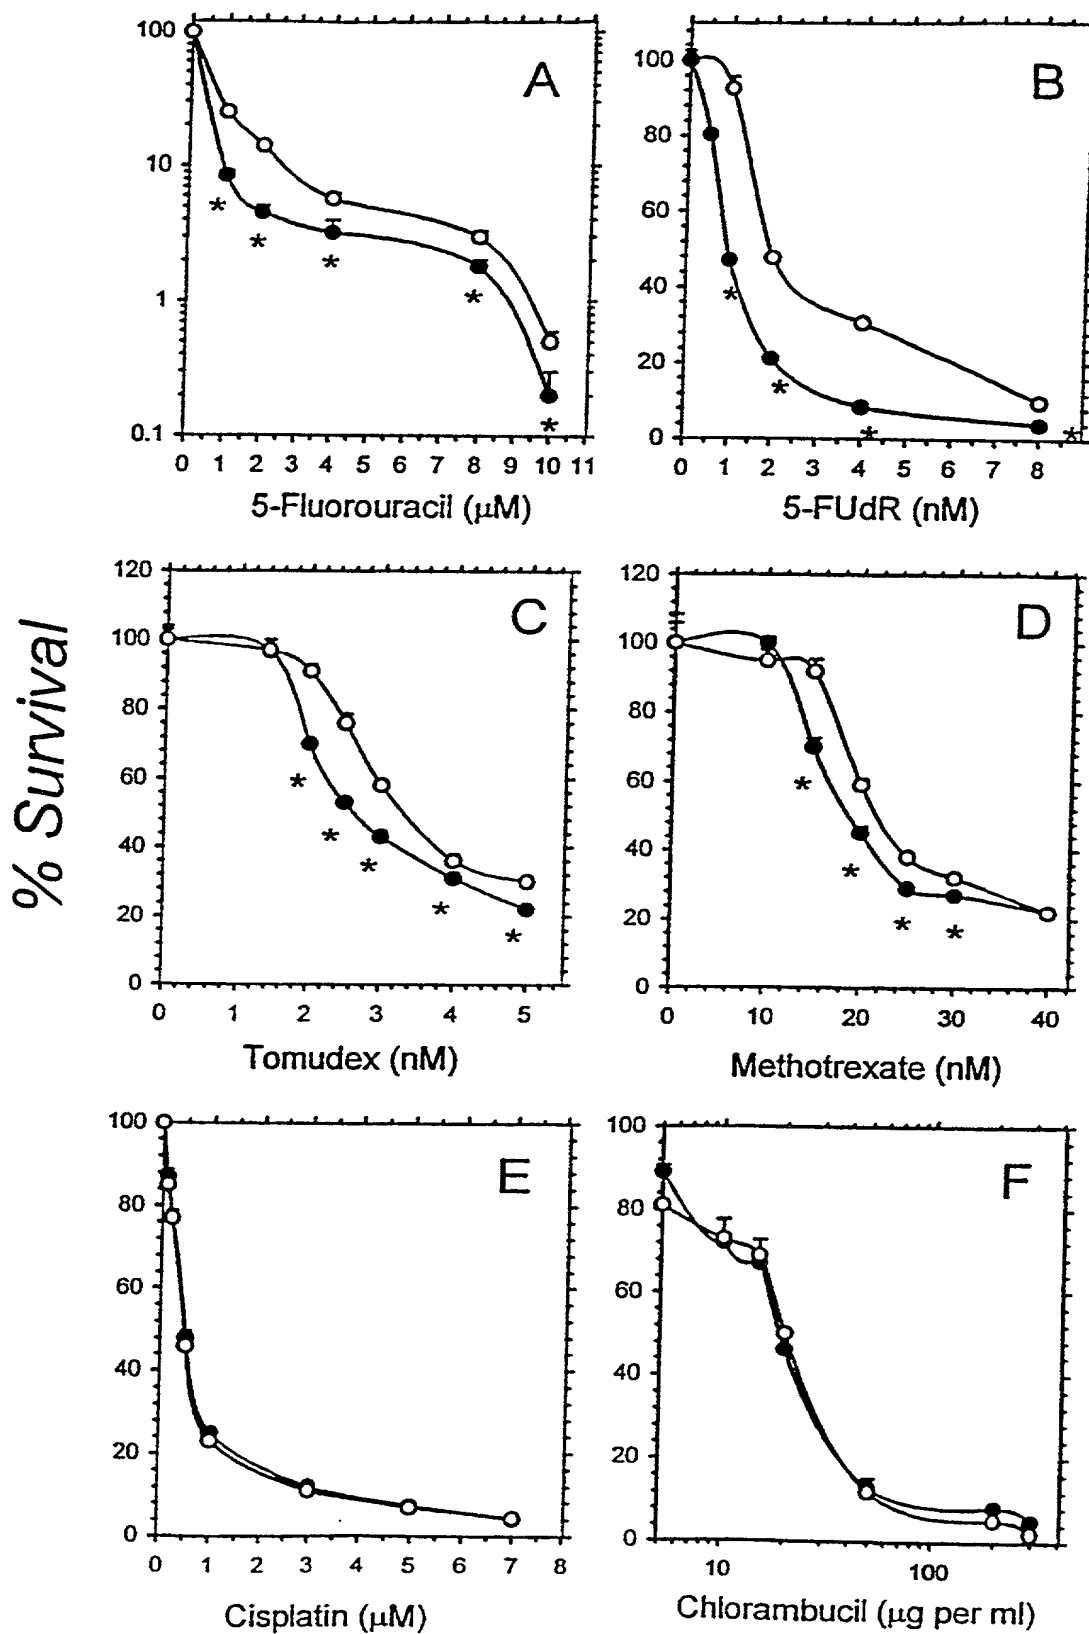 % Survival
A
100
10
1
0.1
0 1 2 3 4 5 6 7 8 9 10 11
5-Fluorouracil (μM)
* * * * *
B
100
80
60
40
20
0
0 1 2 3 4 5 6 7 8 9
5-FUdR (nM)
* * * *
C
120
100
80
60
40
20
0
0 1 2 3 4 5
Tomudex (nM)
* * * * *
D
120
100
80
60
40
20
0
0 10 20 30 40
Methotrexate (nM)
* * * *
E
100
80
60
40
20
0
0 1 2 3 4 5 6 7 8
Cisplatin (μM)
F
100
80
60
40
20
0
10 100
Chlorambucil (μg per ml)